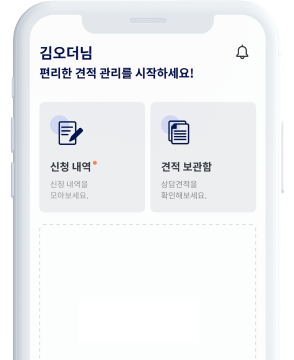 김오더님
편리한 견적 관리를 시작하세요!
신청 내역
신청 내역을
모아보세요.
견적 보관함
상담견적을
확인해보세요.